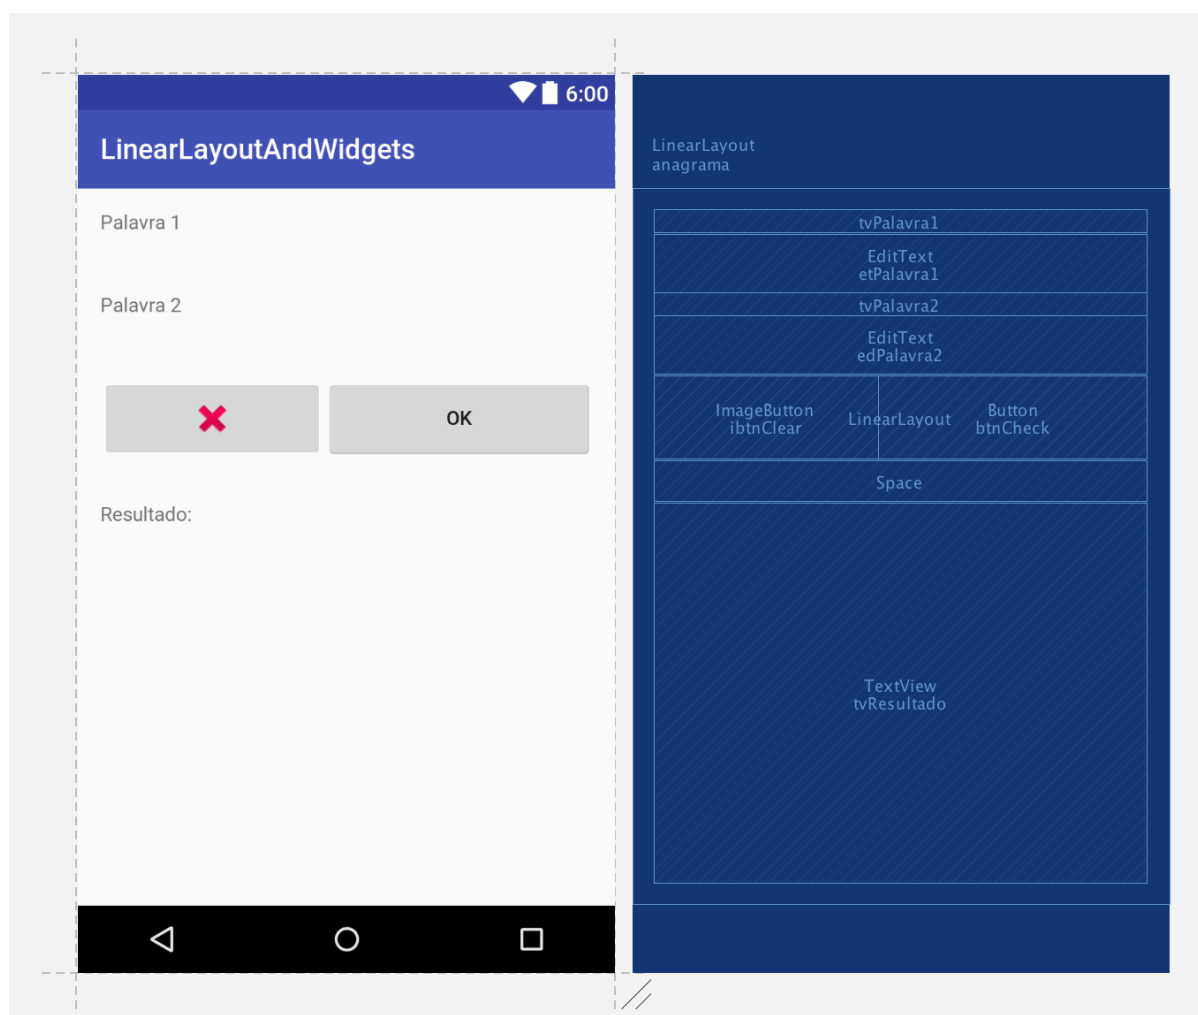 6:00
LinearLayoutAndWidgets
Palavra 1
Palavra 2
OK
Resultado:
LinearLayout
anagrama
tvPalavra1
EditText
etPalavra1
tvPalavra2
EditText
edPalavra2
ImageButton
ibtnClear
LinearLayout
Button
btnCheck
Space
TextView
tvResultado